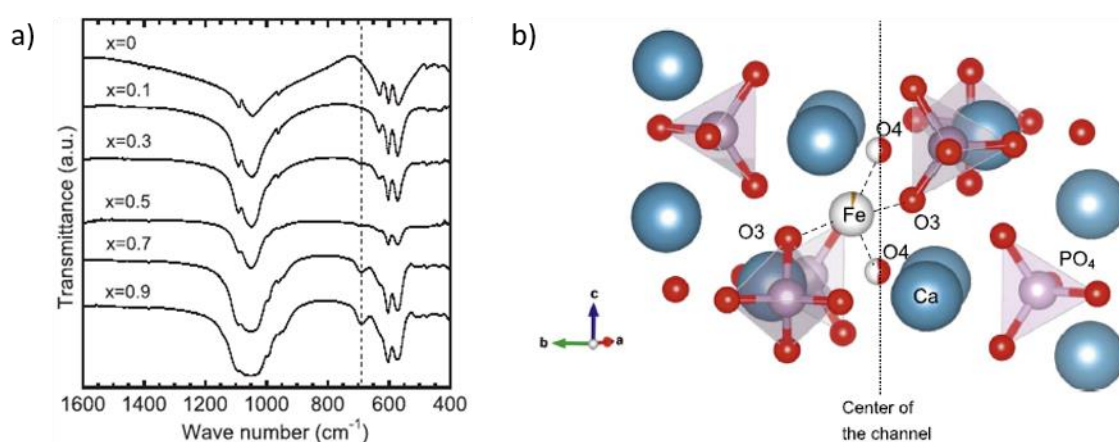 a)
x=0
x=0.1
x=0.3
x=0.5
x=0.7
x=0.9
Transmittance (a.u.)
1600 1400 1200 1000 800 600 400
Wave number (cm⁻¹)
b)
O4
Fe
O3
O3
O4
PO₄
Ca
c
b
a
Center of
the channel